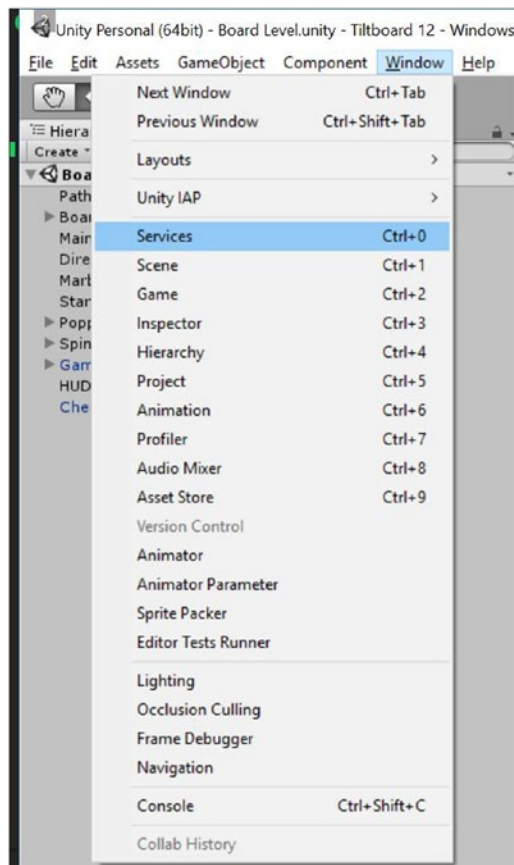 Unity Personal (64bit) - Board Level.unity - Tiltboard 12 - Windows
File Edit Assets GameObject Component Window Help
Next Window Ctrl+Tab
Previous Window Ctrl+Shift+Tab
Hiera
Create
Layouts
Boa
Path
Unity IAP
Boar
Main
Services Ctrl+0
Dire
Scene Ctrl+1
Marb
Game Ctrl+2
Star
Popp
Inspector Ctrl+3
Spin
Hierarchy Ctrl+4
Gam
HUD
Project Ctrl+5
Che
Animation Ctrl+6
Profiler Ctrl+7
Audio Mixer Ctrl+8
Asset Store Ctrl+9
Version Control
Animator
Animator Parameter
Sprite Packer
Editor Tests Runner
Lighting
Occlusion Culling
Frame Debugger
Navigation
Console Ctrl+Shift+C
Collab History